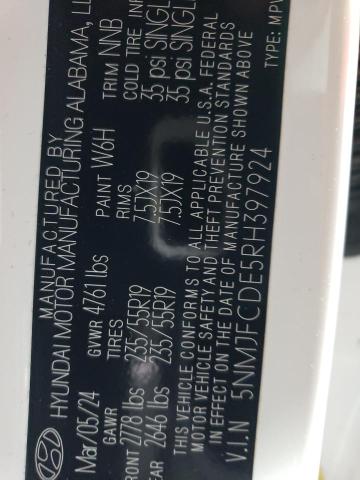 MANUFACTURED BY
HYUNDAI MOTOR MANUFACTURING ALABAMA, LL
Mar/05/24 GVWR 4761 lbs PAINT W6H TRIM NNB
GAWR TIRES RIMS COLD TIRE INF
FRONT 2778 lbs 235/55R19 7.5JX19 35 psi SINGL
EAR 2646 lbs 235/55R19 7.5JX19 35 psi SINGL
THIS VEHICLE CONFORMS TO ALL APPLICABLE U.S.A. FEDERAL
MOTOR VEHICLE SAFETY AND THEFT PREVENTION STANDARDS
IN EFFECT ON THE DATE OF MANUFACTURE SHOWN ABOVE
V.I.N 5NMJFCDE5RH397924 TYPE: MPV